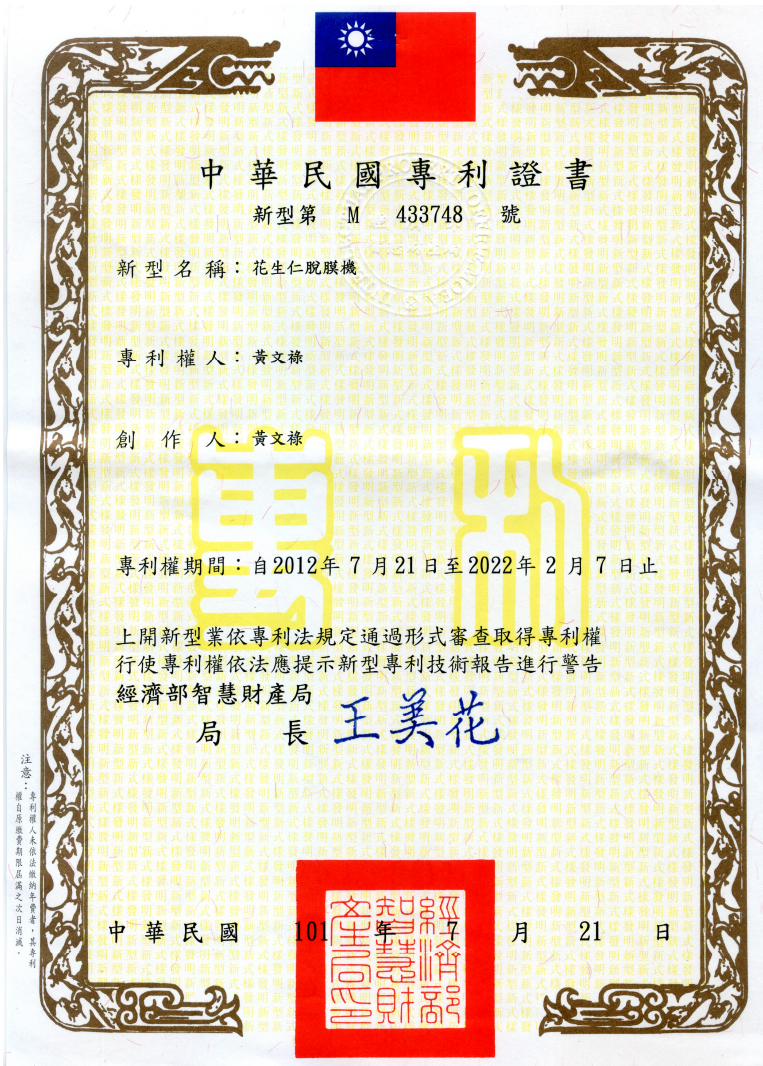 中華民國專利證書
新型第 M 433748 號
新型名稱：花生仁脫膜機
專利權人：黃文祿
創作人：黃文祿
專利
專利權期間：自2012年7月21日至2022年2月7日止
上開新型業依專利法規定通過形式審查取得專利權
行使專利權依法應提示新型專利技術報告進行警告
經濟部智慧財產局
局長 王美花
注意：
專利權人未依法繳納年費者，其專利
權自原繳費期限屆滿之次日消滅。
經濟部
智慧財
產局印
中華民國 101 年 7 月 21 日